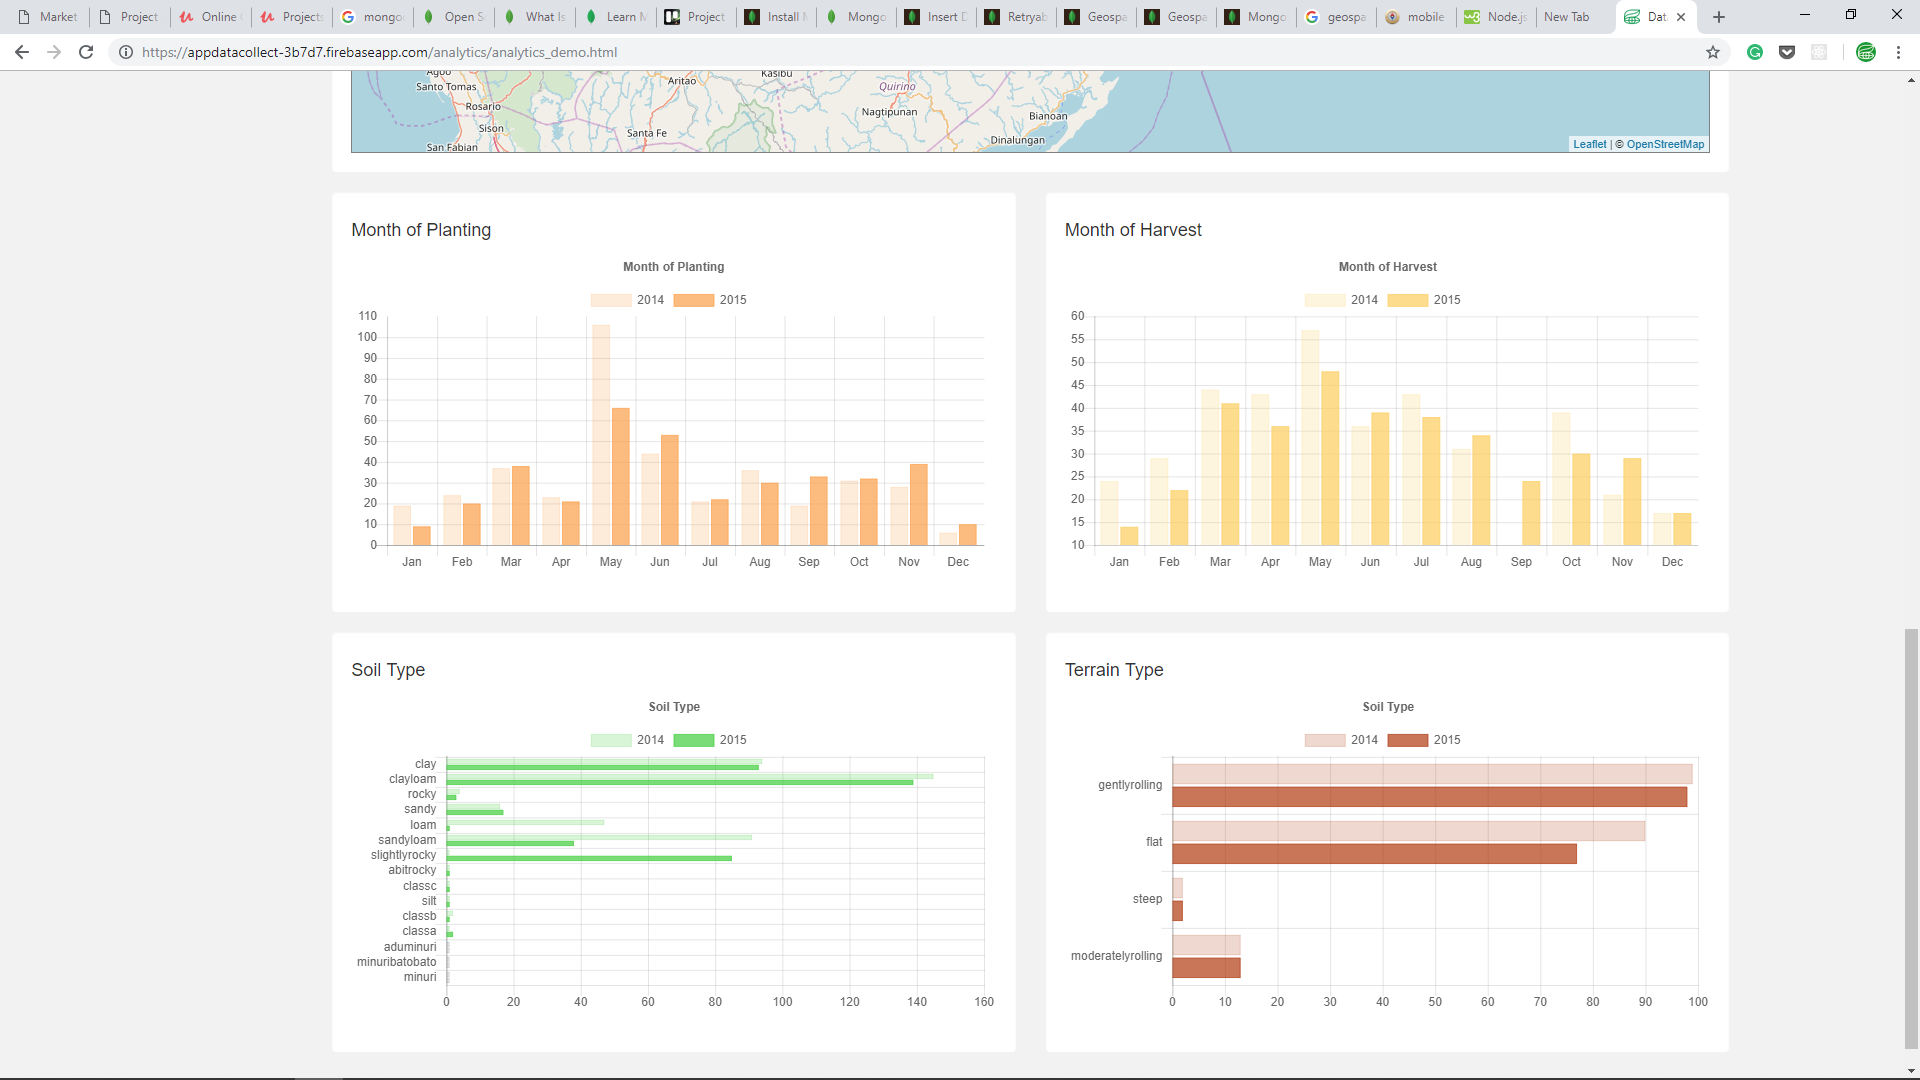 Market
Project
Online
Projects
mongo
Open S
What Is
Learn M
Project
Install M
Mongo
Insert D
Retryab
Geospa
Geospa
Mongo
geospa
mobile
Node.js
New Tab
Data
https://appdatacollect-3b7d7.firebaseapp.com/analytics/analytics_demo.html
Agoo
Kasibu
Santo Tomas
Aritao
Quirino
Rosario
Nagtipunan
Sison
Santa Fe
Bianoan
San Fabian
Dinalungan
Leaflet | © OpenStreetMap
Month of Planting
Month of Planting
2014 2015
110
100
90
80
70
60
50
40
30
20
10
0
Jan Feb Mar Apr May Jun Jul Aug Sep Oct Nov Dec
Month of Harvest
Month of Harvest
2014 2015
60
55
50
45
40
35
30
25
20
15
10
Jan Feb Mar Apr May Jun Jul Aug Sep Oct Nov Dec
Soil Type
Soil Type
2014 2015
clay
clayloam
rocky
sandy
loam
sandyloam
slightlyrocky
abitrocky
classc
silt
classb
classa
aduminuri
minuribatobato
minuri
0 20 40 60 80 100 120 140 160
Terrain Type
Soil Type
2014 2015
gentlyrolling
flat
steep
moderatelyrolling
0 10 20 30 40 50 60 70 80 90 100